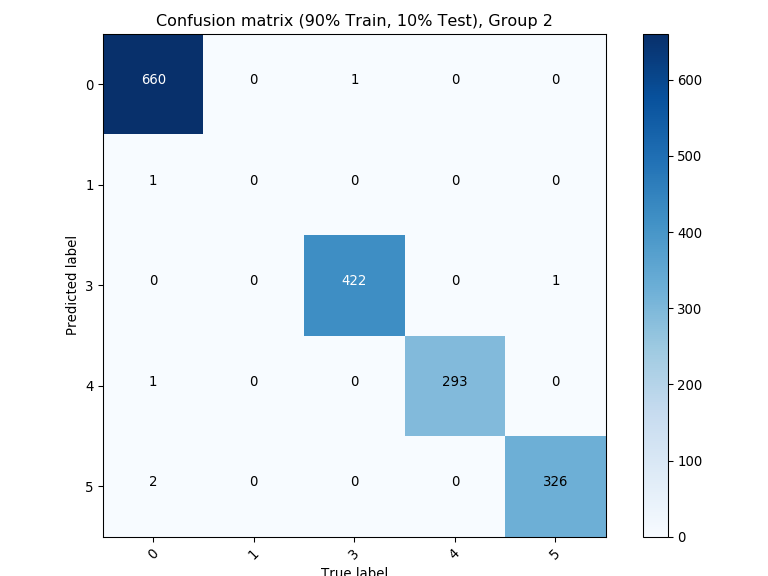 Confusion matrix (90% Train, 10% Test), Group 2
0 660 0 1 0 0
1 1 0 0 0 0
3 0 0 422 0 1
4 1 0 0 293 0
5 2 0 0 0 326
0 1 3 4 5
Predicted label
True label
600
500
400
300
200
100
0